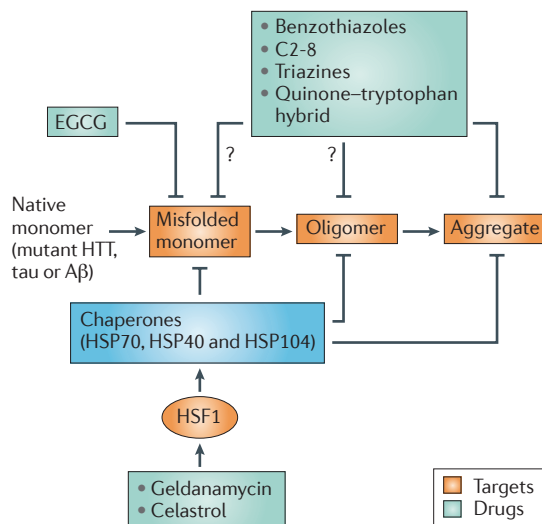 • Benzothiazoles
• C2-8
• Triazines
• Quinone–tryptophan
hybrid
EGCG
?
?
Native
monomer
(mutant HTT,
tau or Aβ)
Misfolded
monomer
Oligomer
Aggregate
Chaperones
(HSP70, HSP40 and HSP104)
HSF1
• Geldanamycin
• Celastrol
Targets
Drugs